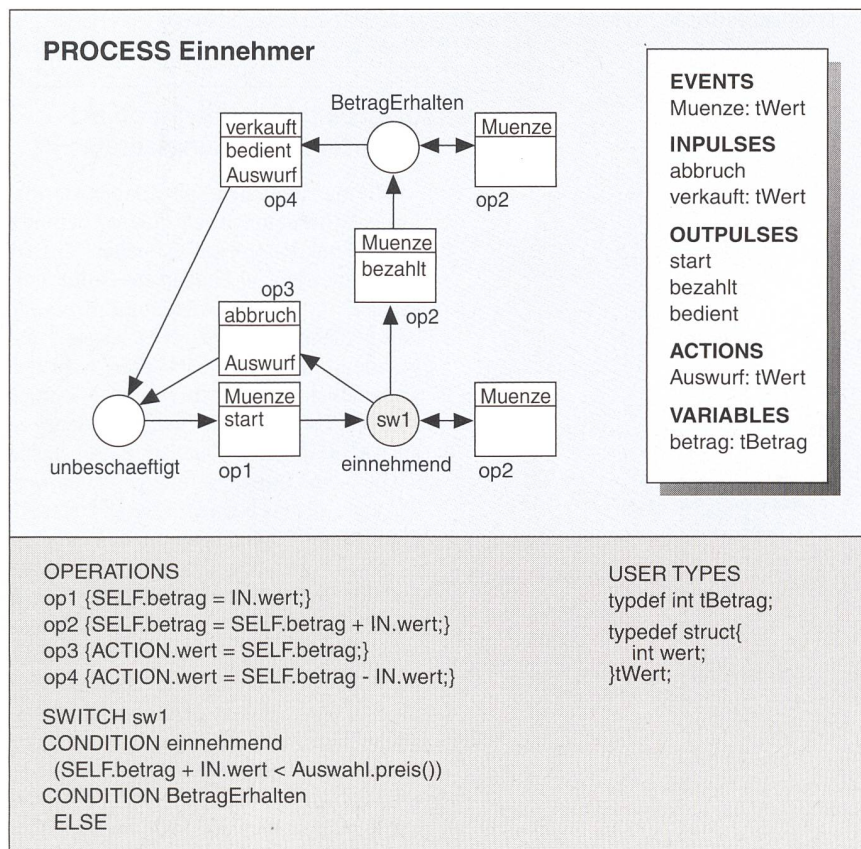 PROCESS Einnehmer
BetragErhalten
verkauft
bedient
Auswurf
op4
Muenze
op2
Muenze
bezahlt
op2
op3
abbruch
Auswurf
Muenze
start
op1
unbeschaeftigt
sw1
einnehmend
Muenze
op2
EVENTS
Muenze: tWert
INPULSES
abbruch
verkauft: tWert
OUTPULSES
start
bezahlt
bedient
ACTIONS
Auswurf: tWert
VARIABLES
betrag: tBetrag
OPERATIONS
op1 {SELF.betrag = IN.wert;}
op2 {SELF.betrag = SELF.betrag + IN.wert;}
op3 {ACTION.wert = SELF.betrag;}
op4 {ACTION.wert = SELF.betrag - IN.wert;}
SWITCH sw1
CONDITION einnehmend
(SELF.betrag + IN.wert < Auswahl.preis())
CONDITION BetragErhalten
ELSE
USER TYPES
typdef int tBetrag;
typedef struct{
int wert;
}tWert;